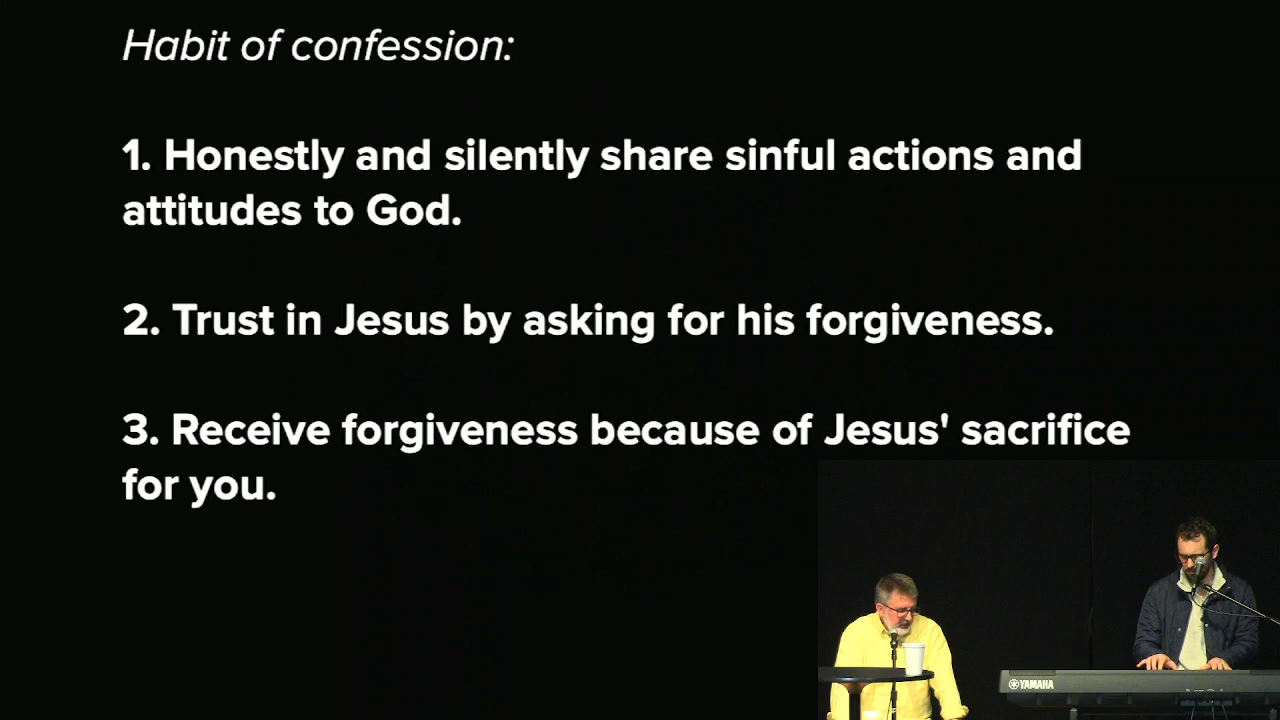 Habit of confession:
1. Honestly and silently share sinful actions and
attitudes to God.
2. Trust in Jesus by asking for his forgiveness.
3. Receive forgiveness because of Jesus' sacrifice
for you.
YAMAHA